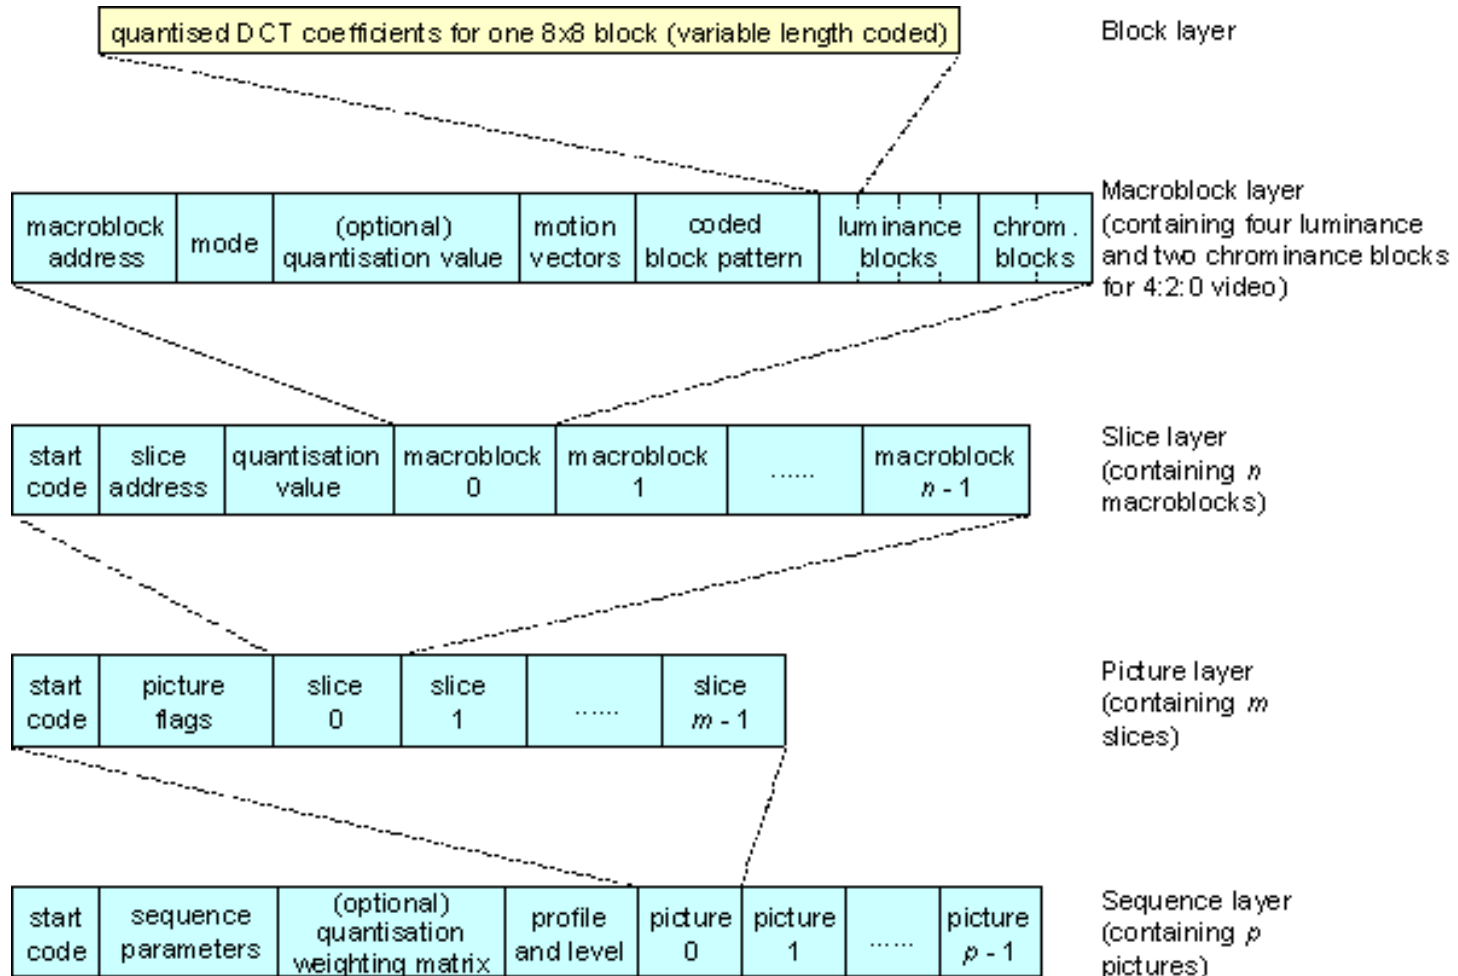 quantised DCT coefficients for one 8x8 block (variable length coded)
Block layer
macroblock
address
mode
(optional)
quantisation value
motion
vectors
coded
block pattern
luminance
blocks
chrom.
blocks
Macroblock layer
(containing four luminance
and two chrominance blocks
for 4:2:0 video)
start
code
slice
address
quantisation
value
macroblock
0
macroblock
1
......
macroblock
n - 1
Slice layer
(containing n
macroblocks)
start
code
picture
flags
slice
0
slice
1
......
slice
m - 1
Picture layer
(containing m
slices)
start
code
sequence
parameters
(optional)
quantisation
weighting matrix
profile
and level
picture
0
picture
1
......
picture
p - 1
Sequence layer
(containing p
pictures)